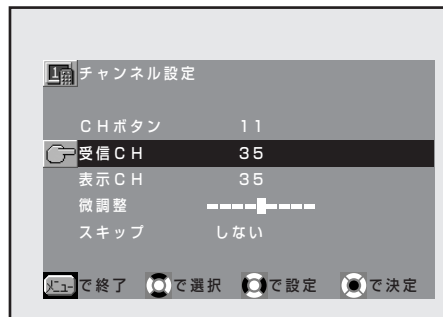 1 チャンネル設定
CHボタン 11
受信CH 35
表示CH 35
微調整
スキップ しない
メニューで終了 で選択 で設定 で決定